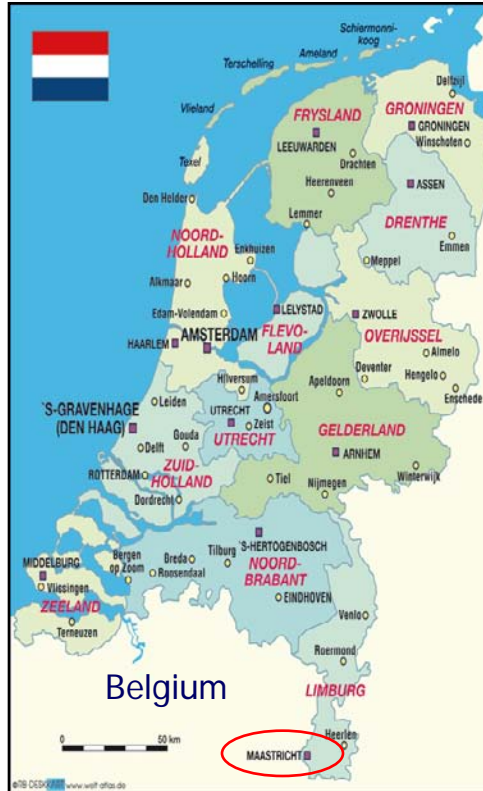 Schiermonni-
koog
Ameland
Terschelling
Vlieland
Texel
Delfzijl
GRONINGEN
GRONINGEN
Winschoten
FRYSLAND
LEEUWARDEN
Drachten
Heerenveen
Lemmer
ASSEN
DRENTHE
Emmen
Meppel
Den Helder
NOORD-
HOLLAND
Enkhuizen
Hoorn
Alkmaar
Edam-Volendam
HAARLEM
AMSTERDAM
LELYSTAD
FLEVO-
LAND
ZWOLLE
OVERIJSSEL
Almelo
Hengelo
Enschede
Deventer
Apeldoorn
Hilversum
Amersfoort
UTRECHT
Zeist
UTRECHT
GELDERLAND
ARNHEM
Winterwijk
Tiel
Nijmegen
Leiden
`S-GRAVENHAGE
(DEN HAAG)
Delft
Gouda
ZUID-
HOLLAND
ROTTERDAM
Dordrecht
MIDDELBURG
Vlissingen
ZEELAND
Terneuzen
Bergen
op Zoom
Breda
Roosendaal
Tilburg
`S-HERTOGENBOSCH
NOORD-
BRABANT
EINDHOVEN
Venlo
Roermond
LIMBURG
Heerlen
MAASTRICHT
Belgium
0
50 km
www.welt-atlas.de